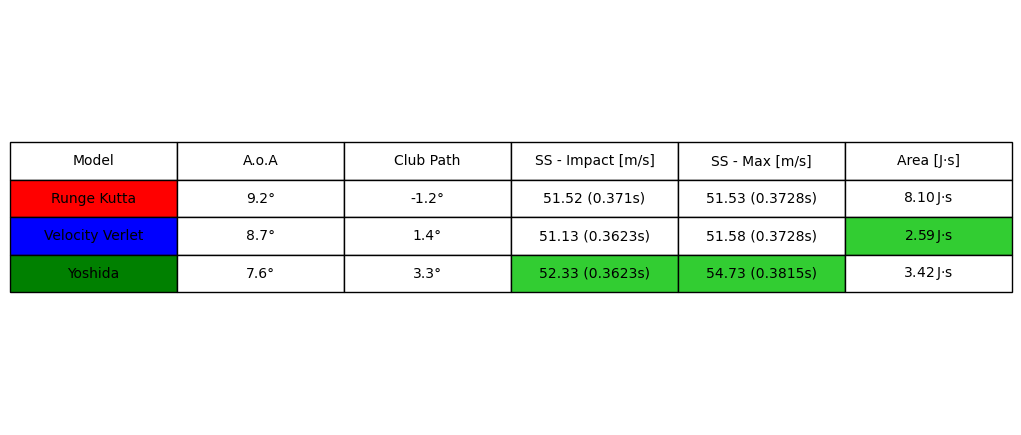 Model A.o.A Club Path SS - Impact [m/s] SS - Max [m/s] Area [J·s]
Runge Kutta 9.2° -1.2° 51.52 (0.371s) 51.53 (0.3728s) 8.10 J·s
Velocity Verlet 8.7° 1.4° 51.13 (0.3623s) 51.58 (0.3728s) 2.59 J·s
Yoshida 7.6° 3.3° 52.33 (0.3623s) 54.73 (0.3815s) 3.42 J·s